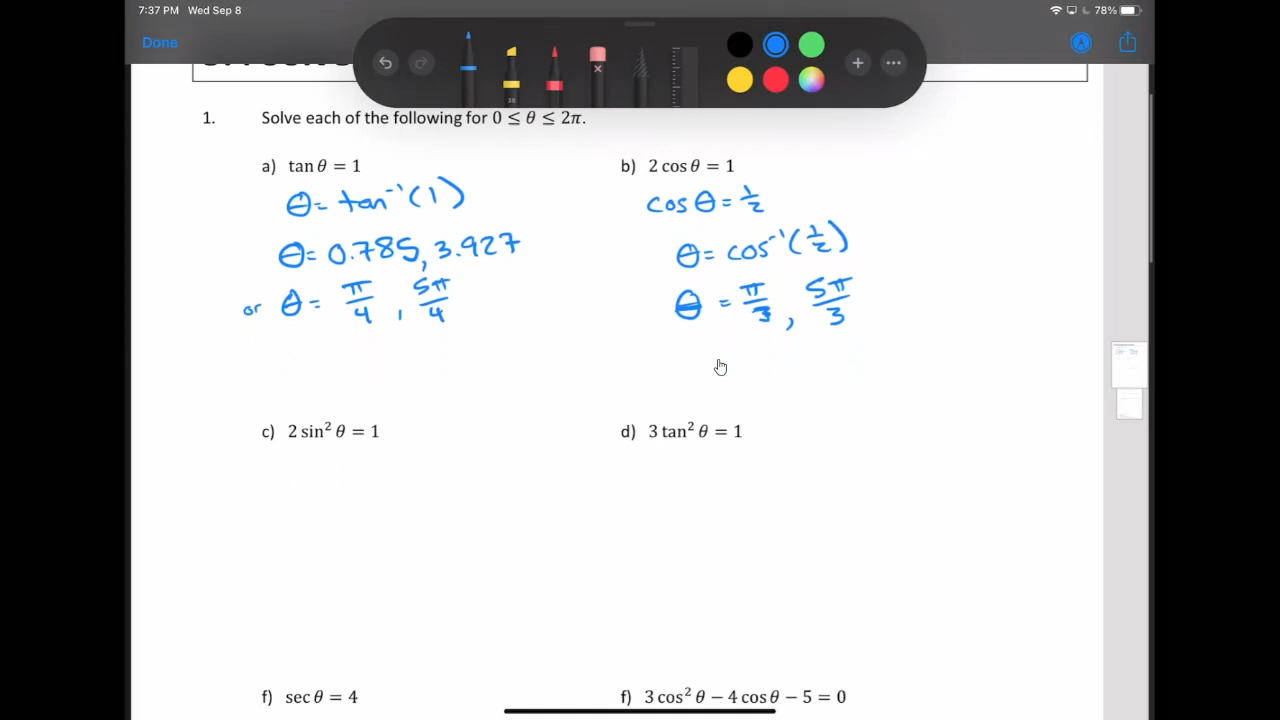 7:37 PM Wed Sep 8
78%
Done
1. Solve each of the following for 0 ≤ θ ≤ 2π.
a) tan θ = 1
θ = tan⁻¹(1)
θ = 0.785, 3.927
or θ = π/4, 5π/4
b) 2 cos θ = 1
cos θ = 1/2
θ = cos⁻¹(1/2)
θ = π/3, 5π/3
c) 2 sin² θ = 1
d) 3 tan² θ = 1
f) sec θ = 4
f) 3 cos² θ − 4 cos θ − 5 = 0